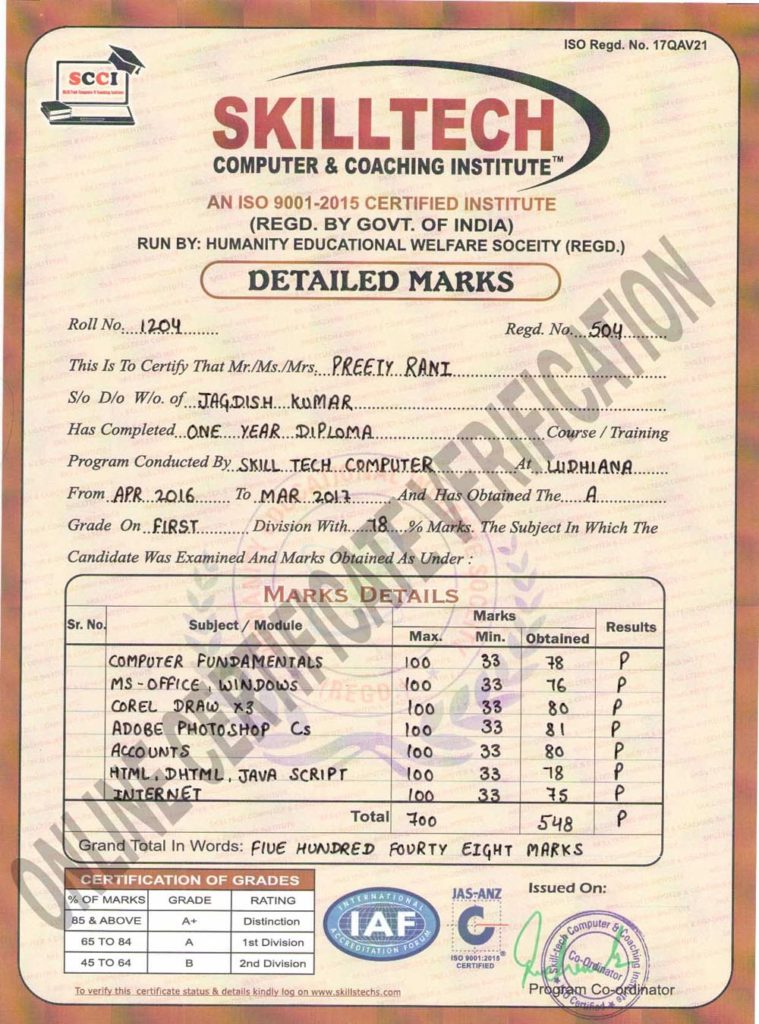 ISO Regd. No. 17QAV21
SCCI
SKILLTECH
COMPUTER & COACHING INSTITUTE™
AN ISO 9001-2015 CERTIFIED INSTITUTE
(REGD. BY GOVT. OF INDIA)
RUN BY: HUMANITY EDUCATIONAL WELFARE SOCEITY (REGD.)
DETAILED MARKS
Roll No. 1204 Regd. No. 504
This Is To Certify That Mr./Ms./Mrs. PREETY RANI
S/o D/o W/o. of JAGDISH KUMAR
Has Completed ONE YEAR DIPLOMA Course / Training
Program Conducted By SKILL TECH COMPUTER At LUDHIANA
From APR 2016 To MAR 2017 And Has Obtained The A
Grade On FIRST Division With 78 % Marks. The Subject In Which The
Candidate Was Examined And Marks Obtained As Under :
MARKS DETAILS
Sr. No. Subject / Module Marks Results
Max. Min. Obtained
COMPUTER FUNDAMENTALS 100 33 78 P
MS-OFFICE, WINDOWS 100 33 76 P
COREL DRAW X3 100 33 80 P
ADOBE PHOTOSHOP Cs 100 33 81 P
ACCOUNTS 100 33 80 P
HTML, DHTML, JAVA SCRIPT 100 33 78 P
INTERNET 100 33 75 P
Total 700 548 P
Grand Total In Words: FIVE HUNDRED FOURTY EIGHT MARKS
CERTIFICATION OF GRADES
% OF MARKS GRADE RATING
85 & ABOVE A+ Distinction
65 TO 84 A 1st Division
45 TO 64 B 2nd Division
To verify this certificate status & details kindly log on www.skillstechs.com
INTERNATIONAL
IAF
ACCREDITATION FORUM
JAS-ANZ
C
ISO 9001:2015
CERTIFIED
Issued On:
Skill-tech Computer & Coaching Institute
Co-Ordinator
Program Co-ordinator
ONLINE CERTIFICATE VERIFICATION